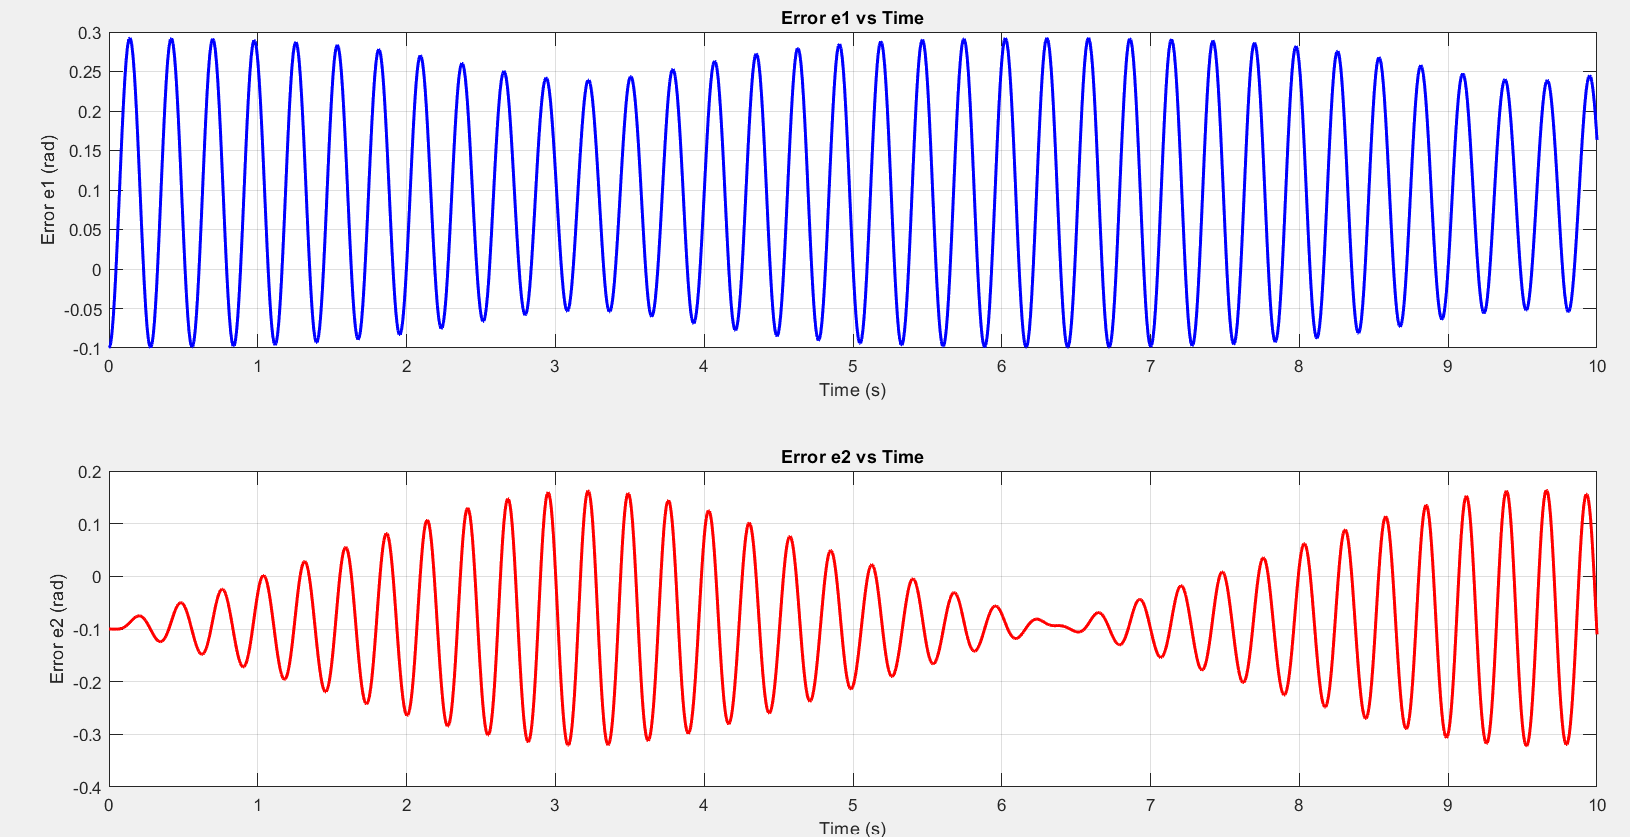 Error e1 vs Time
0.3
0.25
0.2
0.15
0.1
0.05
0
-0.05
-0.1
Error e1 (rad)
0 1 2 3 4 5 6 7 8 9 10
Time (s)
Error e2 vs Time
0.2
0.1
0
-0.1
-0.2
-0.3
-0.4
Error e2 (rad)
0 1 2 3 4 5 6 7 8 9 10
Time (s)